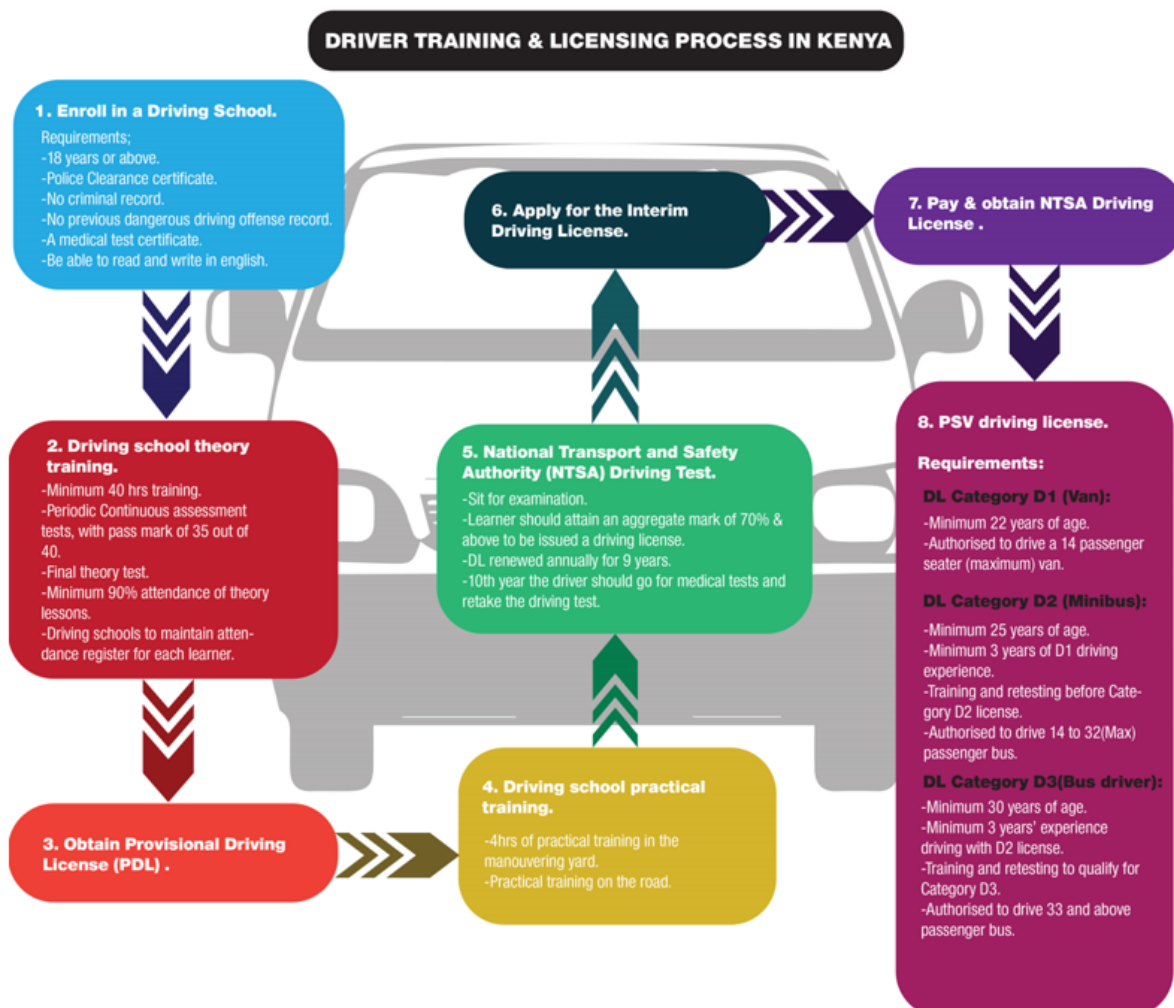 DRIVER TRAINING & LICENSING PROCESS IN KENYA
1. Enroll in a Driving School.
Requirements;
-18 years or above.
-Police Clearance certificate.
-No criminal record.
-No previous dangerous driving offense record.
-A medical test certificate.
-Be able to read and write in english.
2. Driving school theory
training.
-Minimum 40 hrs training.
-Periodic Continuous assessment
tests, with pass mark of 35 out of
40.
-Final theory test.
-Minimum 90% attendance of theory
lessons.
-Driving schools to maintain atten-
dance register for each learner.
3. Obtain Provisional Driving
License (PDL) .
4. Driving school practical
training.
-4hrs of practical training in the
manouvering yard.
-Practical training on the road.
5. National Transport and Safety
Authority (NTSA) Driving Test.
-Sit for examination.
-Learner should attain an aggregate mark of 70% &
above to be issued a driving license.
-DL renewed annually for 9 years.
-10th year the driver should go for medical tests and
retake the driving test.
6. Apply for the Interim
Driving License.
7. Pay & obtain NTSA Driving
License .
8. PSV driving license.
Requirements:
DL Category D1 (Van):
-Minimum 22 years of age.
-Authorised to drive a 14 passenger
seater (maximum) van.
DL Category D2 (Minibus):
-Minimum 25 years of age.
-Minimum 3 years of D1 driving
experience.
-Training and retesting before Cate-
gory D2 license.
-Authorised to drive 14 to 32(Max)
passenger bus.
DL Category D3(Bus driver):
-Minimum 30 years of age.
-Minimum 3 years' experience
driving with D2 license.
-Training and retesting to qualify for
Category D3.
-Authorised to drive 33 and above
passenger bus.